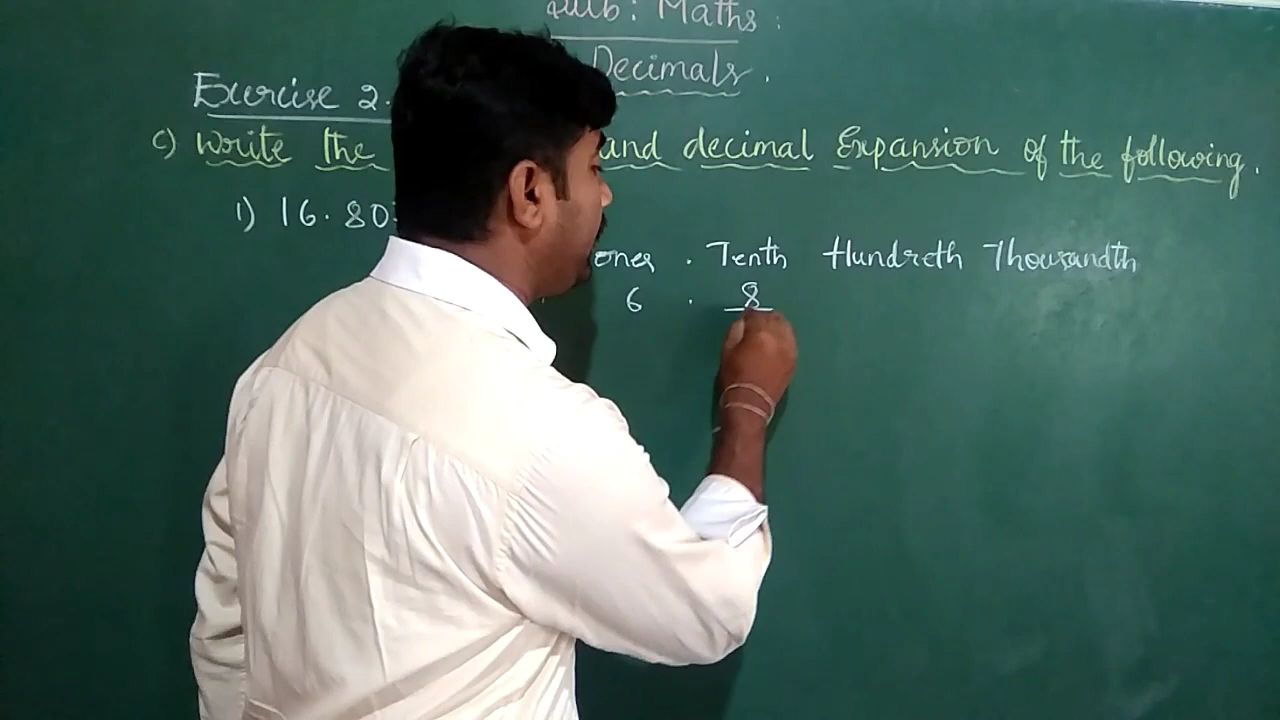 Sub: Maths :
Decimals.
Exercise 2.
c) Write the and decimal Expansion of the following.
1) 16.80
ones . Tenth Hundreth Thousandth
6 . 8